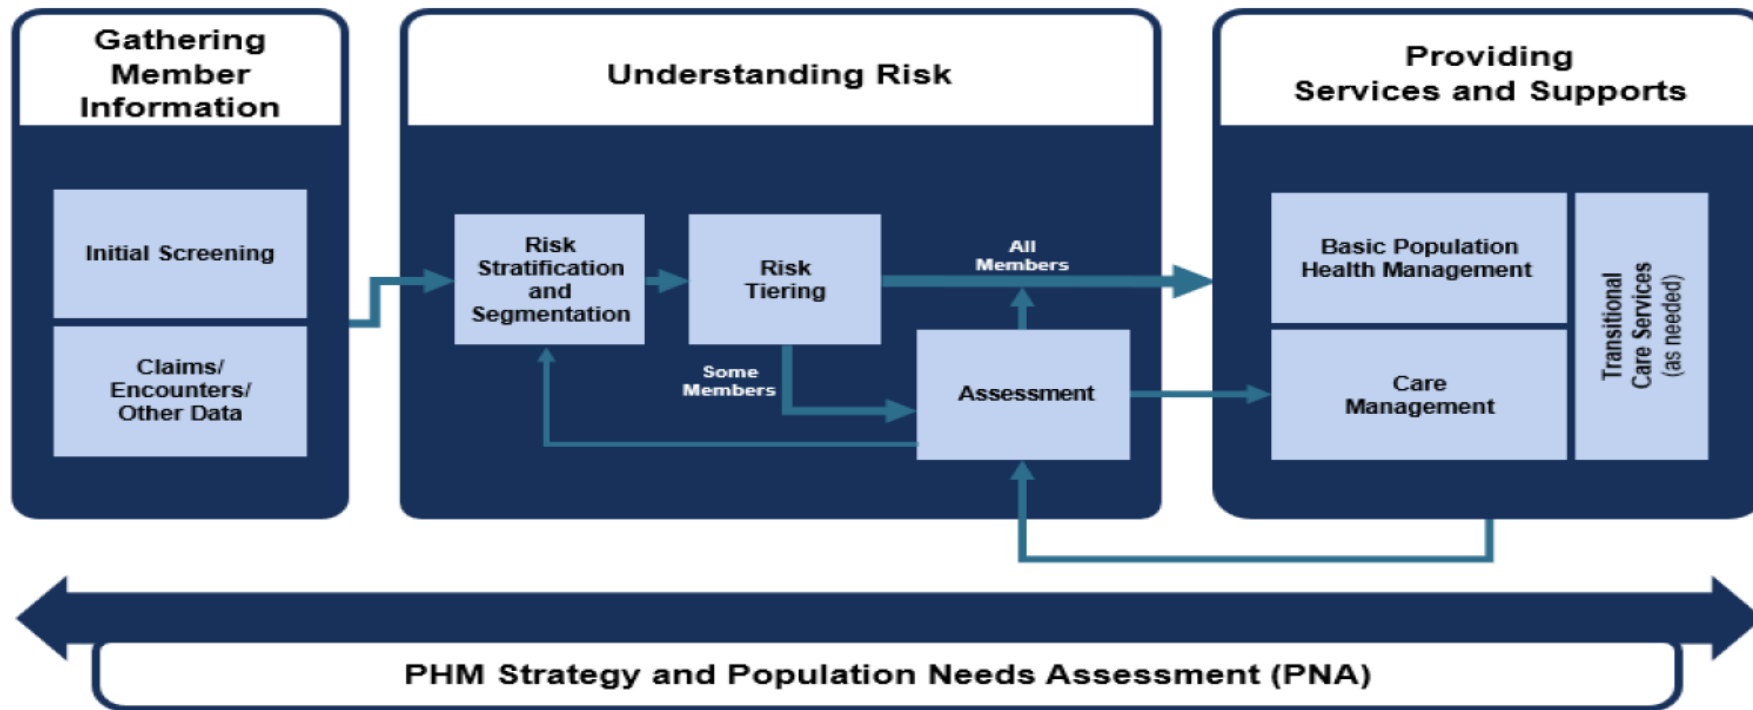 Gathering
Member
Information
Understanding Risk
Providing
Services and Supports
Initial Screening
Claims/
Encounters/
Other Data
Risk
Stratification
and
Segmentation
Risk
Tiering
All
Members
Some
Members
Assessment
Basic Population
Health Management
Care
Management
Transitional
Care Services
(as needed)
PHM Strategy and Population Needs Assessment (PNA)